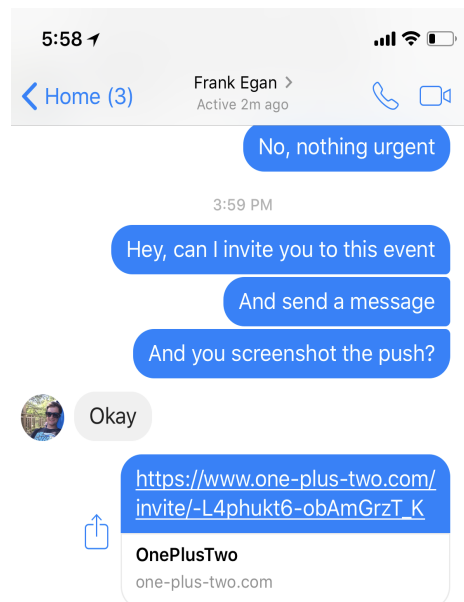 5:58
Home (3)
Frank Egan
Active 2m ago
No, nothing urgent
3:59 PM
Hey, can I invite you to this event
And send a message
And you screenshot the push?
Okay
https://www.one-plus-two.com/
invite/-L4phukt6-obAmGrzT_K
OnePlusTwo
one-plus-two.com